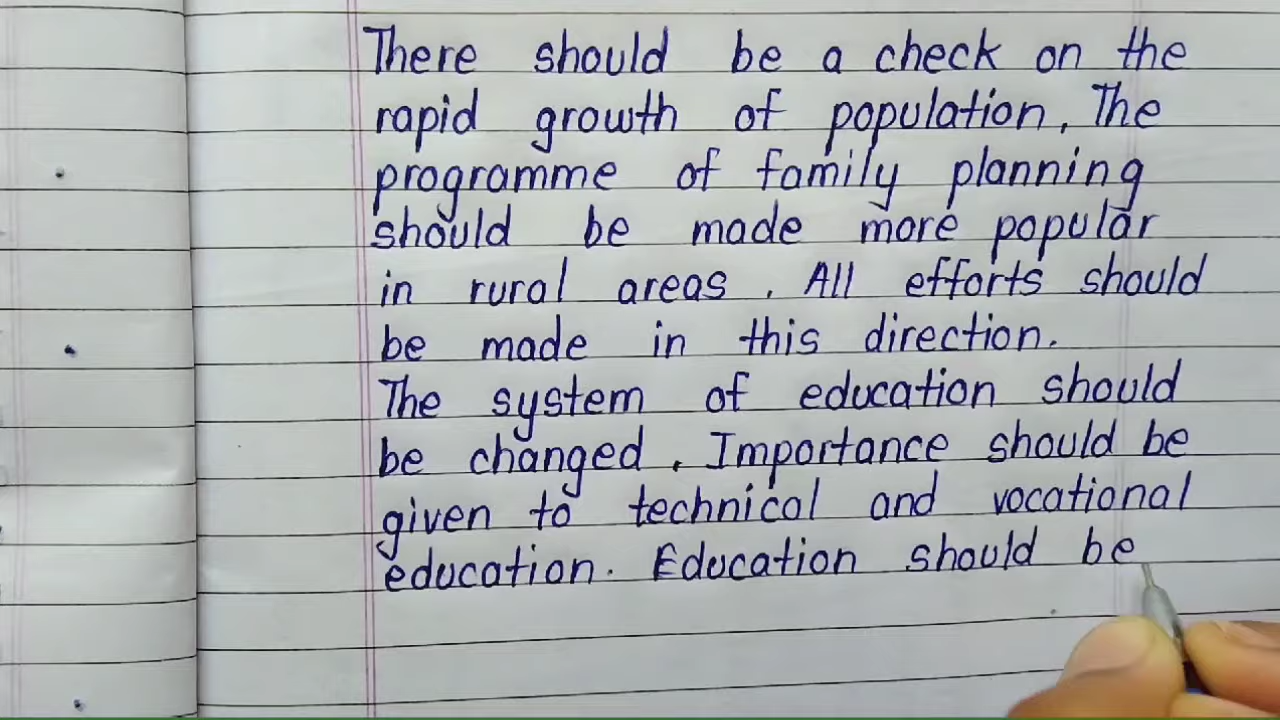 There should be a check on the
rapid growth of population. The
programme of family planning
should be made more popular
in rural areas. All efforts should
be made in this direction.
The system of education should
be changed. Importance should be
given to technical and vocational
education. Education should be